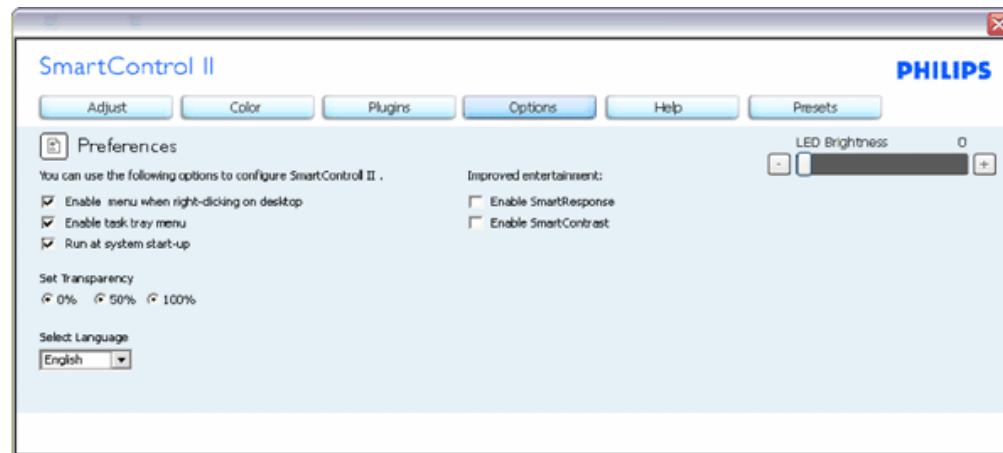 SmartControl II
PHILIPS
Adjust Color Plugins Options Help Presets
Preferences
LED Brightness 0
- +
You can use the following options to configure SmartControl II .
Enable menu when right-clicking on desktop
Enable task tray menu
Run at system start-up
Improved entertainment:
Enable SmartResponse
Enable SmartContrast
Set Transparency
0% 50% 100%
Select Language
English